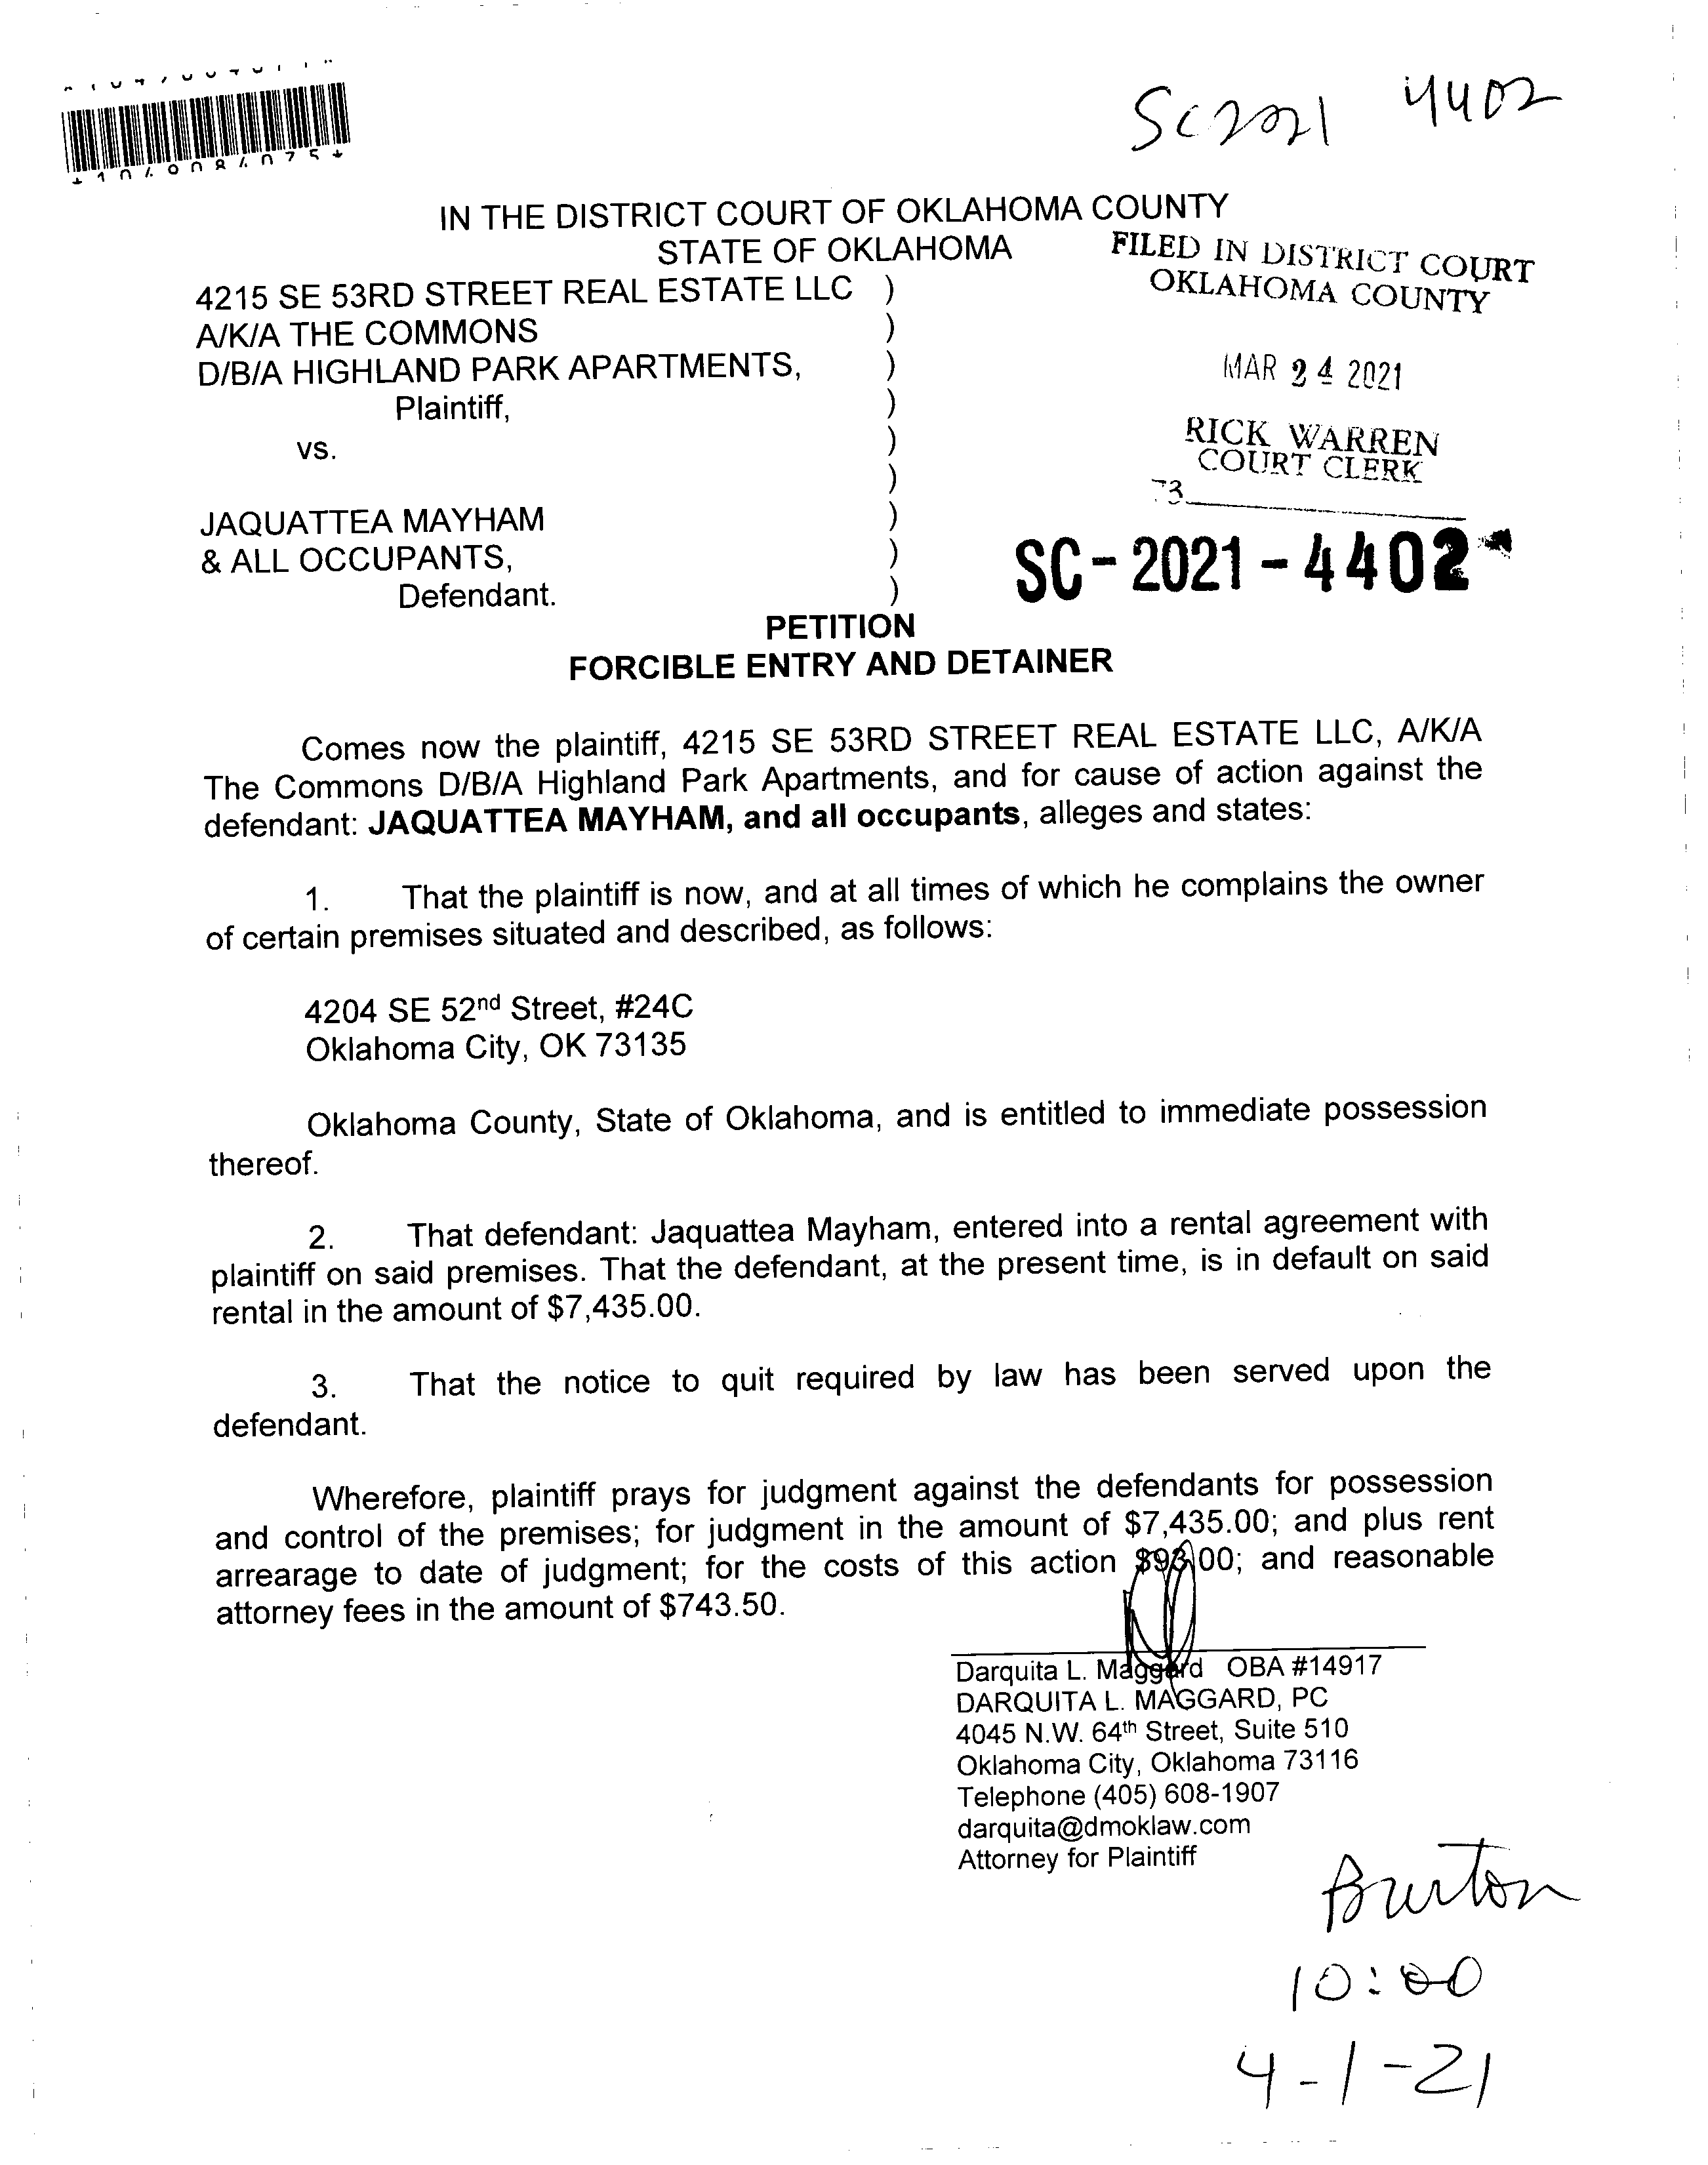 *1049084075*
SC2021 4402
IN THE DISTRICT COURT OF OKLAHOMA COUNTY
STATE OF OKLAHOMA
FILED IN DISTRICT COURT
OKLAHOMA COUNTY
MAR 24 2021
RICK WARREN
COURT CLERK
73
SC-2021-4402
4215 SE 53RD STREET REAL ESTATE LLC )
A/K/A THE COMMONS )
D/B/A HIGHLAND PARK APARTMENTS, )
Plaintiff, )
vs. )
)
JAQUATTEA MAYHAM )
& ALL OCCUPANTS, )
Defendant. )
PETITION
FORCIBLE ENTRY AND DETAINER
Comes now the plaintiff, 4215 SE 53RD STREET REAL ESTATE LLC, A/K/A
The Commons D/B/A Highland Park Apartments, and for cause of action against the
defendant: JAQUATTEA MAYHAM, and all occupants, alleges and states:
1. That the plaintiff is now, and at all times of which he complains the owner
of certain premises situated and described, as follows:
4204 SE 52nd Street, #24C
Oklahoma City, OK 73135
Oklahoma County, State of Oklahoma, and is entitled to immediate possession
thereof.
2. That defendant: Jaquattea Mayham, entered into a rental agreement with
plaintiff on said premises. That the defendant, at the present time, is in default on said
rental in the amount of $7,435.00.
3. That the notice to quit required by law has been served upon the
defendant.
Wherefore, plaintiff prays for judgment against the defendants for possession
and control of the premises; for judgment in the amount of $7,435.00; and plus rent
arrearage to date of judgment; for the costs of this action 00; and reasonable
attorney fees in the amount of $743.50.
Darquita L. Maggard OBA #14917
DARQUITA L. MAGGARD, PC
4045 N.W. 64th Street, Suite 510
Oklahoma City, Oklahoma 73116
Telephone (405) 608-1907
darquita@dmoklaw.com
Attorney for Plaintiff
Burton
10:00
4-1-21